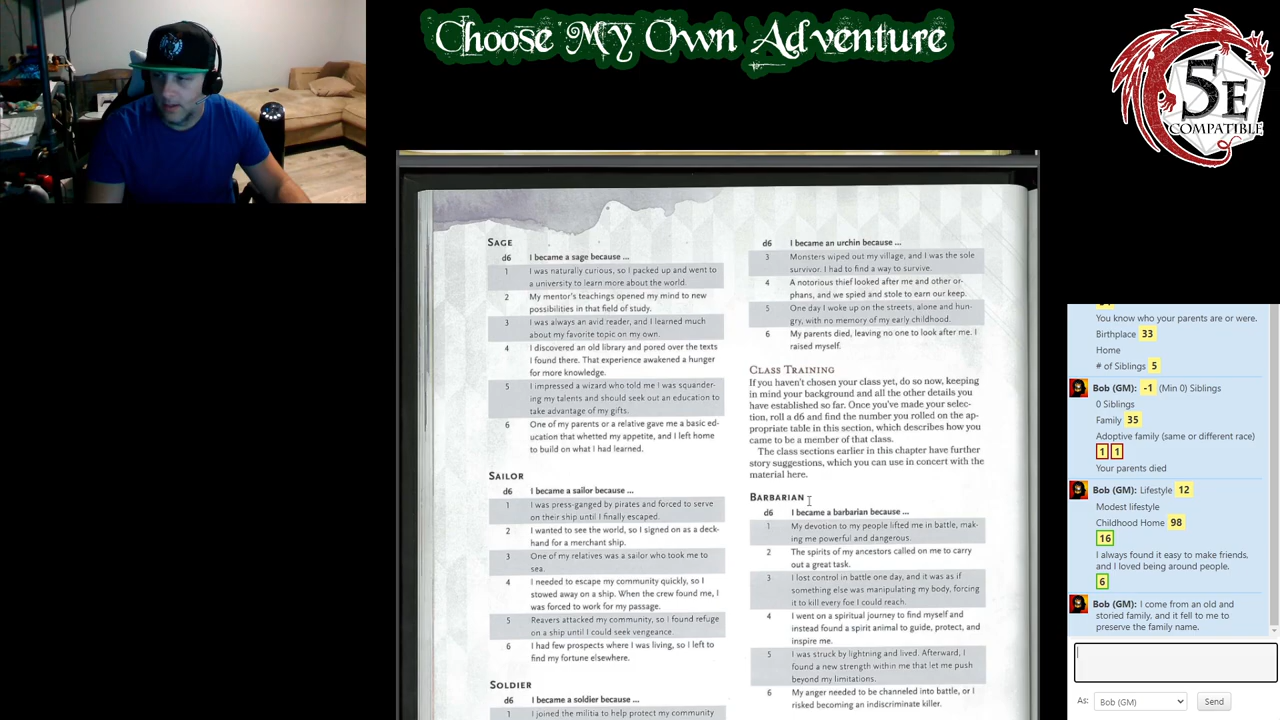 Choose My Own Adventure
5E
COMPATIBLE
SAGE
d6 I became a sage because ...
1 I was naturally curious, so I packed up and went to
a university to learn more about the world.
2 My mentor's teachings opened my mind to new
possibilities in that field of study.
3 I was always an avid reader, and I learned much
about my favorite topic on my own.
4 I discovered an old library and pored over the texts
I found there. That experience awakened a hunger
for more knowledge.
5 I impressed a wizard who told me I was squander-
ing my talents and should seek out an education to
take advantage of my gifts.
6 One of my parents or a relative gave me a basic ed-
ucation that whetted my appetite, and I left home
to build on what I had learned.
SAILOR
d6 I became a sailor because ...
1 I was press-ganged by pirates and forced to serve
on their ship until I finally escaped.
2 I wanted to see the world, so I signed on as a deck-
hand for a merchant ship.
3 One of my relatives was a sailor who took me to
sea.
4 I needed to escape my community quickly, so I
stowed away on a ship. When the crew found me, I
was forced to work for my passage.
5 Reavers attacked my community, so I found refuge
on a ship until I could seek vengeance.
6 I had few prospects where I was living, so I left to
find my fortune elsewhere.
SOLDIER
d6 I became a soldier because ...
1 I joined the militia to help protect my community
d6 I became an urchin because ...
3 Monsters wiped out my village, and I was the sole
survivor. I had to find a way to survive.
4 A notorious thief looked after me and other or-
phans, and we spied and stole to earn our keep.
5 One day I woke up on the streets, alone and hun-
gry, with no memory of my early childhood.
6 My parents died, leaving no one to look after me. I
raised myself.
CLASS TRAINING
If you haven't chosen your class yet, do so now, keeping
in mind your background and all the other details you
have established so far. Once you've made your selec-
tion, roll a d6 and find the number you rolled on the ap-
propriate table in this section, which describes how you
came to be a member of that class.
The class sections earlier in this chapter have further
story suggestions, which you can use in concert with the
material here.
BARBARIAN
d6 I became a barbarian because ...
1 My devotion to my people lifted me in battle, mak-
ing me powerful and dangerous.
2 The spirits of my ancestors called on me to carry
out a great task.
3 I lost control in battle one day, and it was as if
something else was manipulating my body, forcing
it to kill every foe I could reach.
4 I went on a spiritual journey to find myself and
instead found a spirit animal to guide, protect, and
inspire me.
5 I was struck by lightning and lived. Afterward, I
found a new strength within me that let me push
beyond my limitations.
6 My anger needed to be channeled into battle, or I
risked becoming an indiscriminate killer.
You know who your parents are or were.
Birthplace 33
Home
# of Siblings 5
Bob (GM): -1 (Min 0) Siblings
0 Siblings
Family 35
Adoptive family (same or different race)
1 1
Your parents died
Bob (GM): Lifestyle 12
Modest lifestyle
Childhood Home 98
16
I always found it easy to make friends,
and I loved being around people.
6
Bob (GM): I come from an old and
storied family, and it fell to me to
preserve the family name.
As: Bob (GM) Send